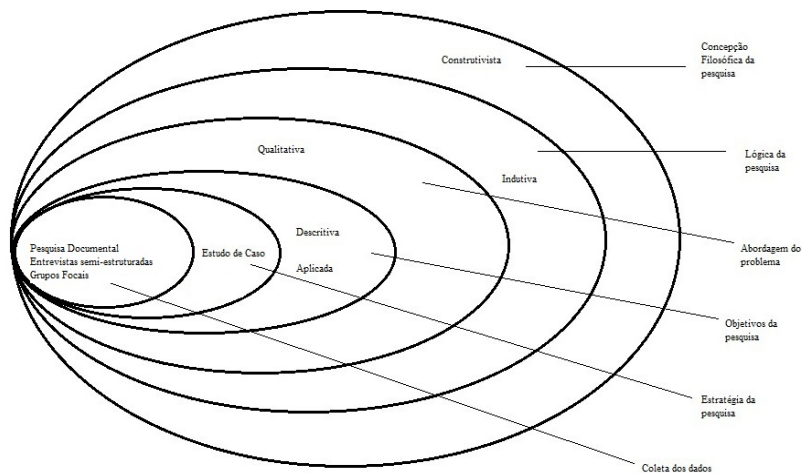 Construtivista
Concepção
Filosófica da
pesquisa
Qualitativa
Lógica da
pesquisa
Indutiva
Descritiva
Aplicada
Estudo de Caso
Pesquisa Documental
Entrevistas semi-estruturadas
Grupos Focais
Abordagem do
problema
Objetivos da
pesquisa
Estratégia da
pesquisa
Coleta dos dados